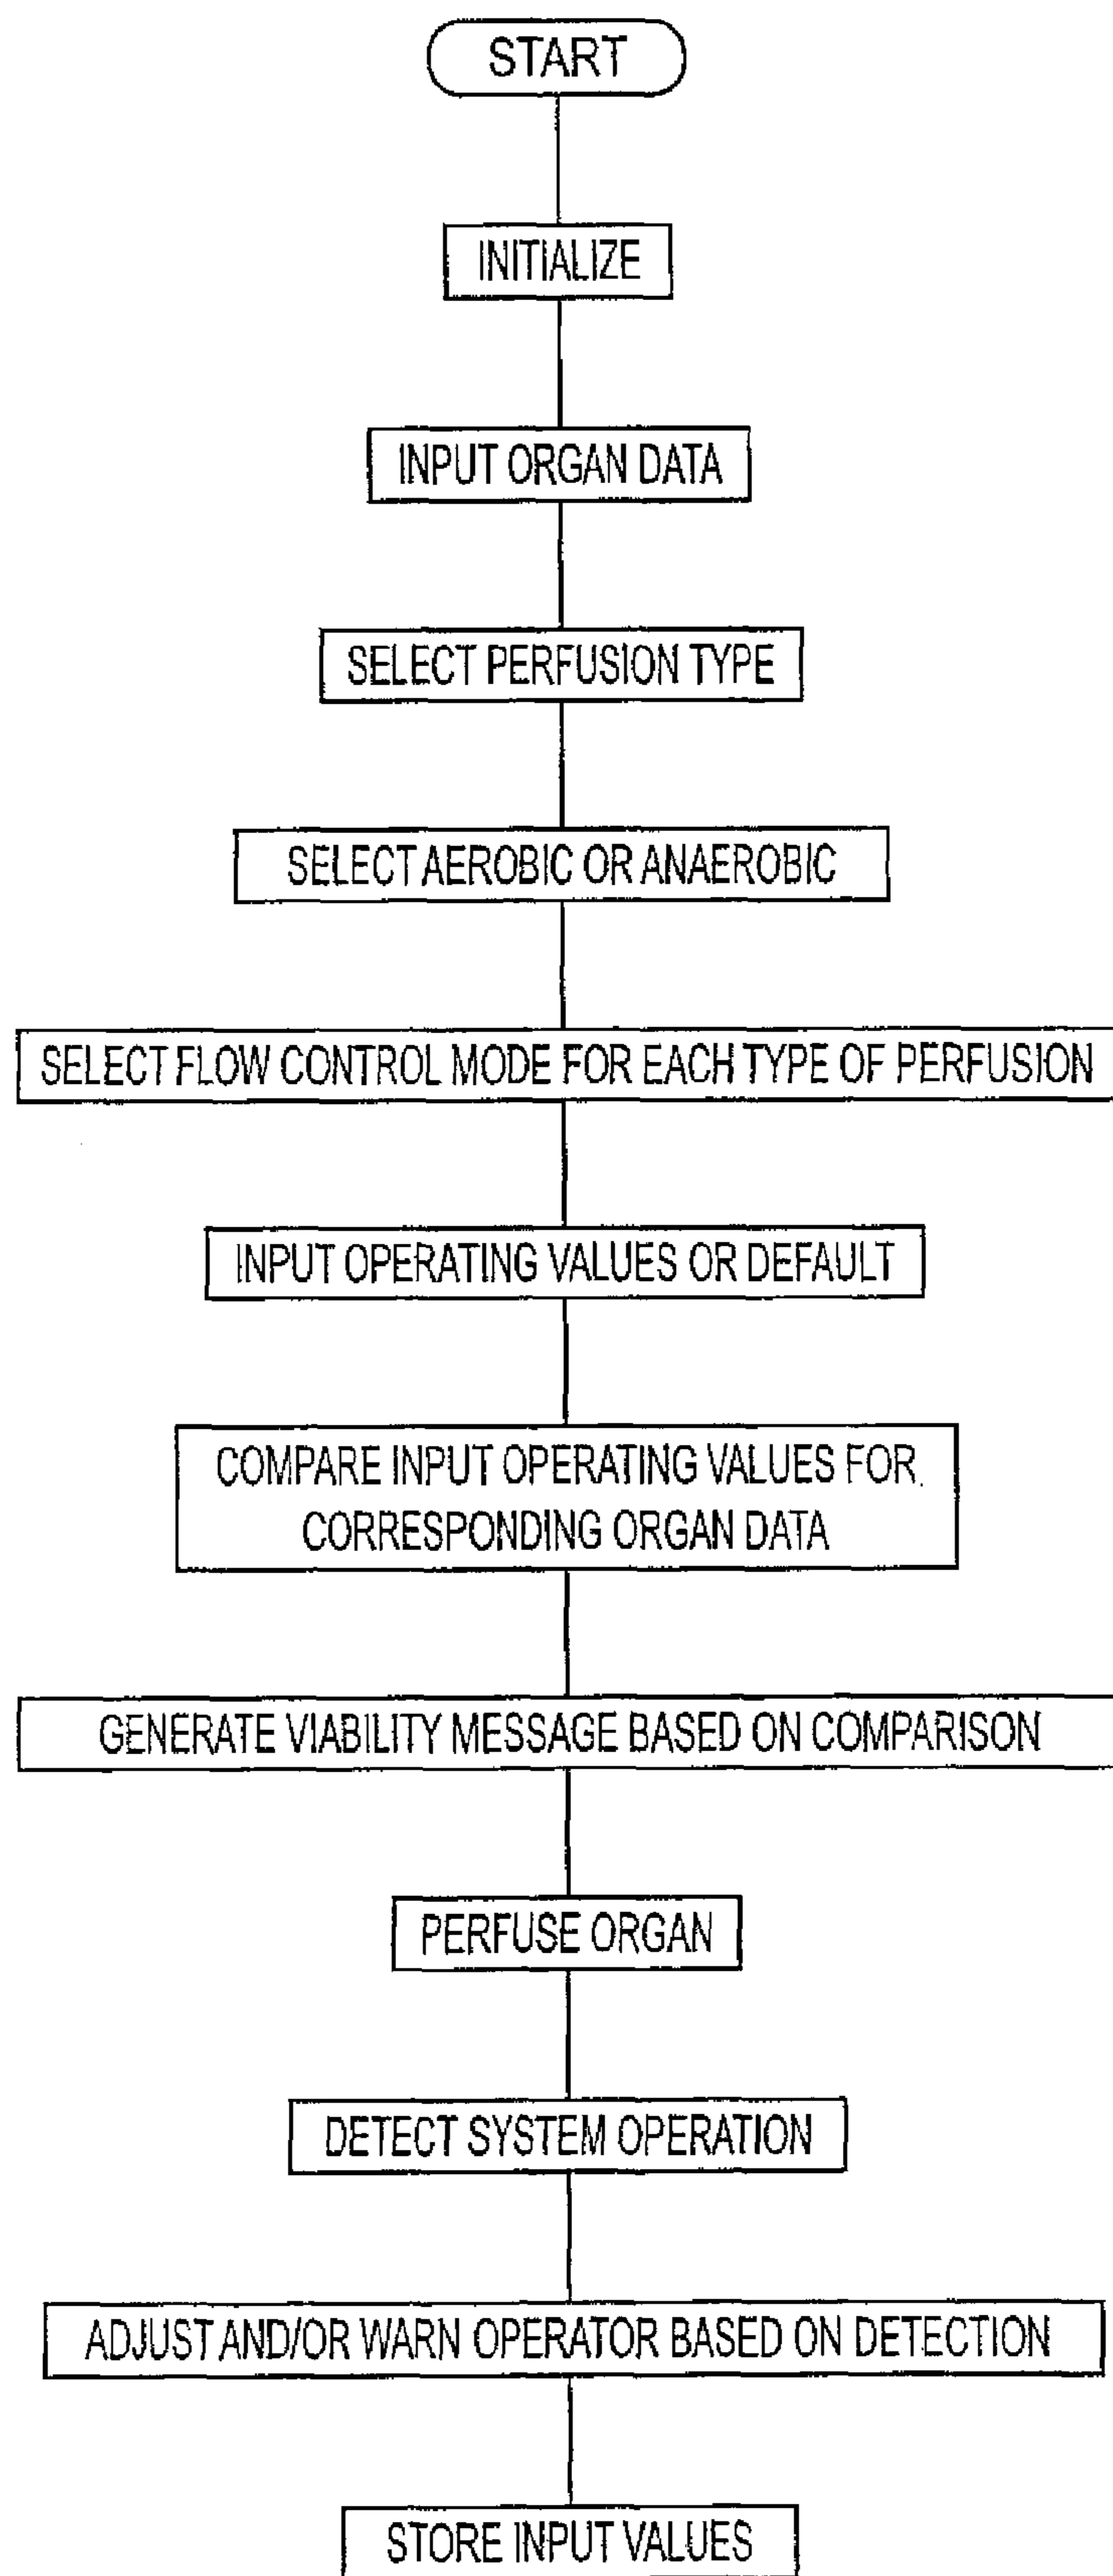 START
INITIALIZE
INPUT ORGAN DATA
SELECT PERFUSION TYPE
SELECT AEROBIC OR ANAEROBIC
SELECT FLOW CONTROL MODE FOR EACH TYPE OF PERFUSION
INPUT OPERATING VALUES OR DEFAULT
COMPARE INPUT OPERATING VALUES FOR
CORRESPONDING ORGAN DATA
GENERATE VIABILITY MESSAGE BASED ON COMPARISON
PERFUSE ORGAN
DETECT SYSTEM OPERATION
ADJUST AND/OR WARN OPERATOR BASED ON DETECTION
STORE INPUT VALUES